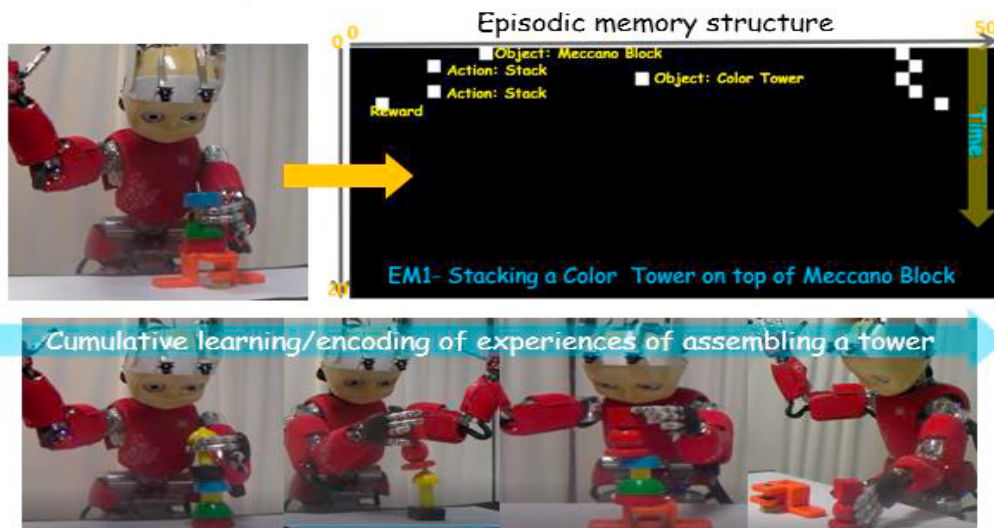 Episodic memory structure
0 0 50
Object: Meccano Block
Action: Stack
Object: Color Tower
Action: Stack
Reward
Time
EM1- Stacking a Color Tower on top of Meccano Block
20
Cumulative learning/encoding of experiences of assembling a tower